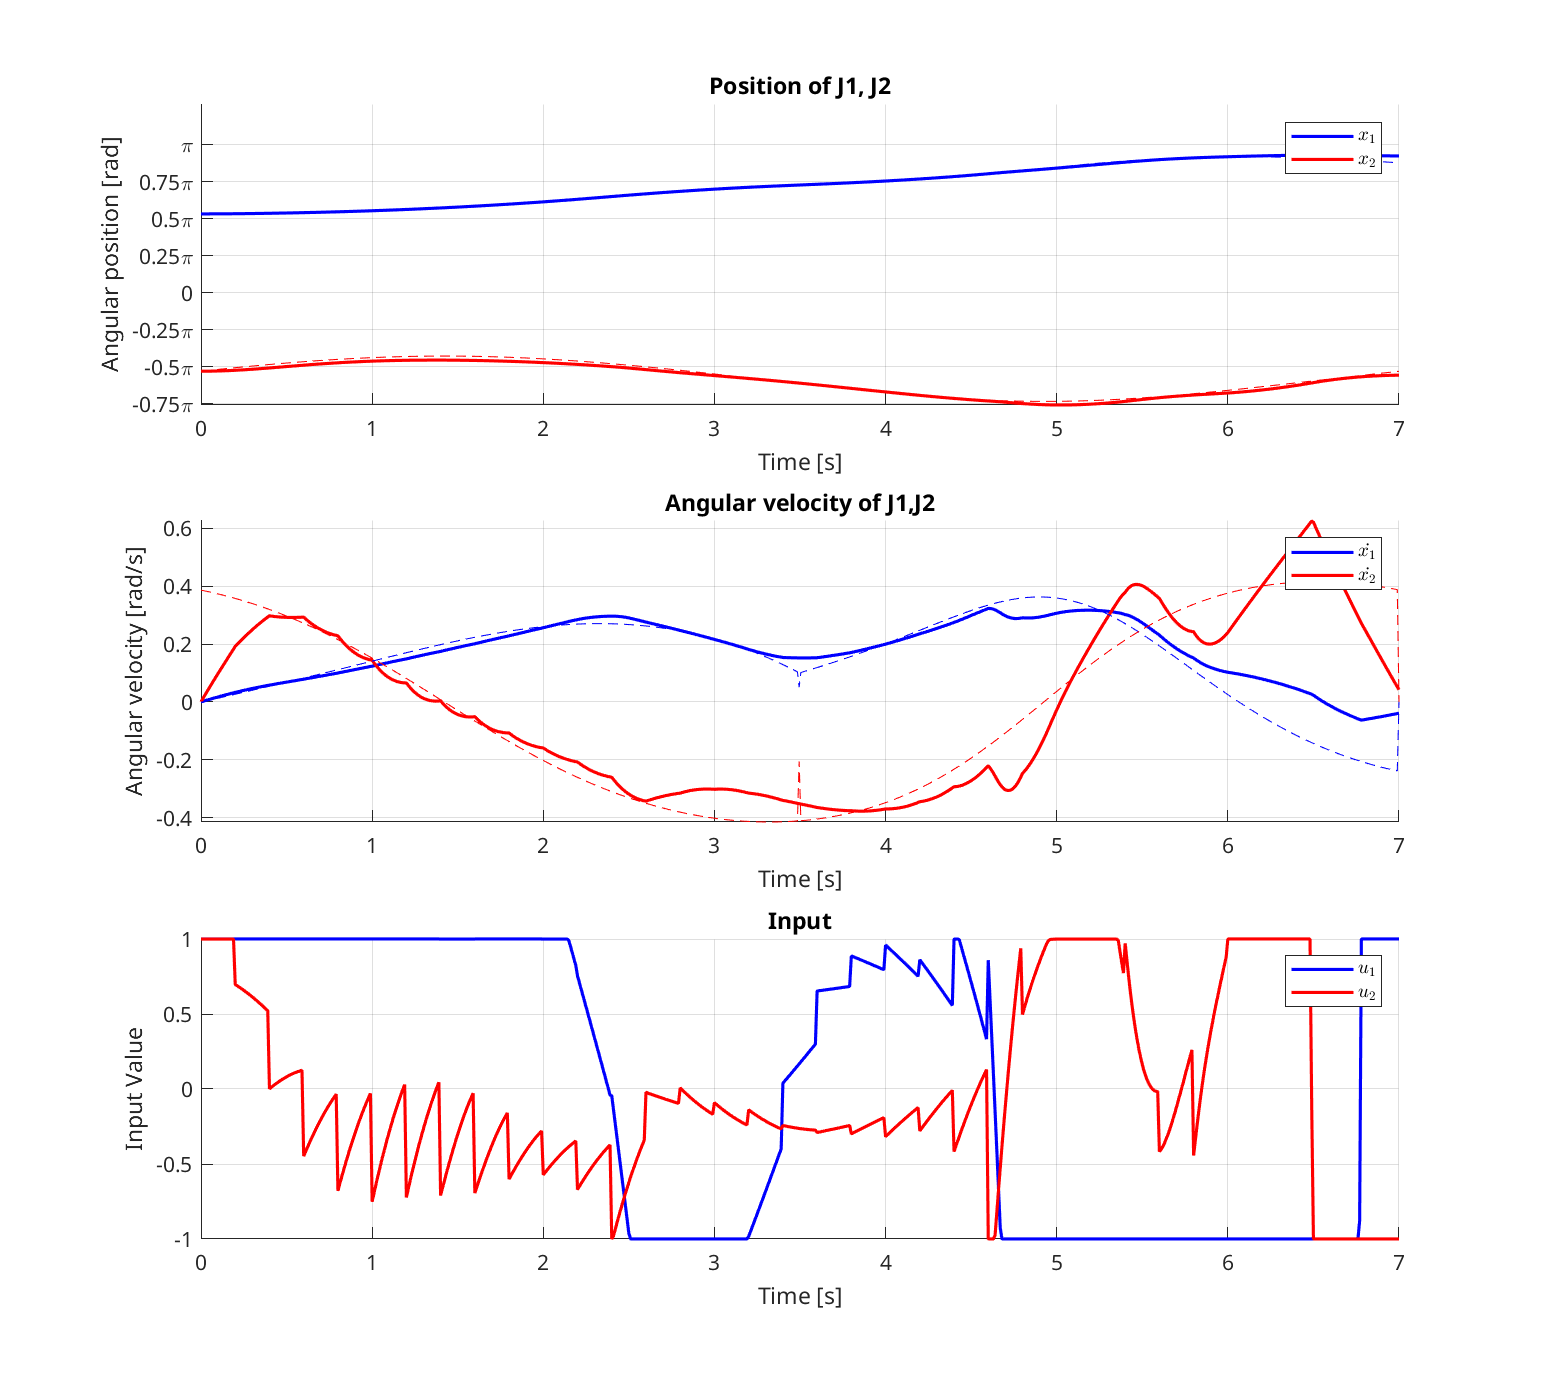 Position of J1, J2
Angular position [rad]
π
0.75π
0.5π
0.25π
0
-0.25π
-0.5π
-0.75π
x₁
x₂
0 1 2 3 4 5 6 7
Time [s]
Angular velocity of J1,J2
Angular velocity [rad/s]
0.6
0.4
0.2
0
-0.2
-0.4
ẋ₁
ẋ₂
0 1 2 3 4 5 6 7
Time [s]
Input
Input Value
1
0.5
0
-0.5
-1
u₁
u₂
0 1 2 3 4 5 6 7
Time [s]